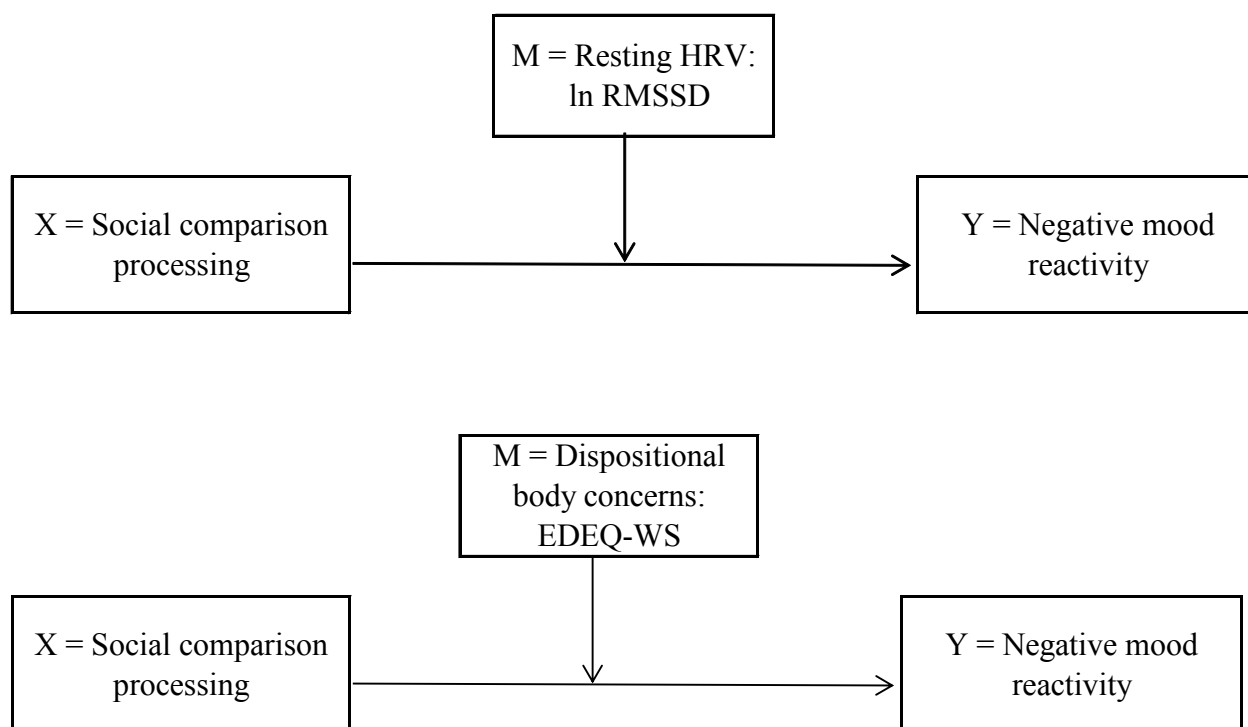 M = Resting HRV:
ln RMSSD
X = Social comparison
processing
Y = Negative mood
reactivity
M = Dispositional
body concerns:
EDEQ-WS
X = Social comparison
processing
Y = Negative mood
reactivity